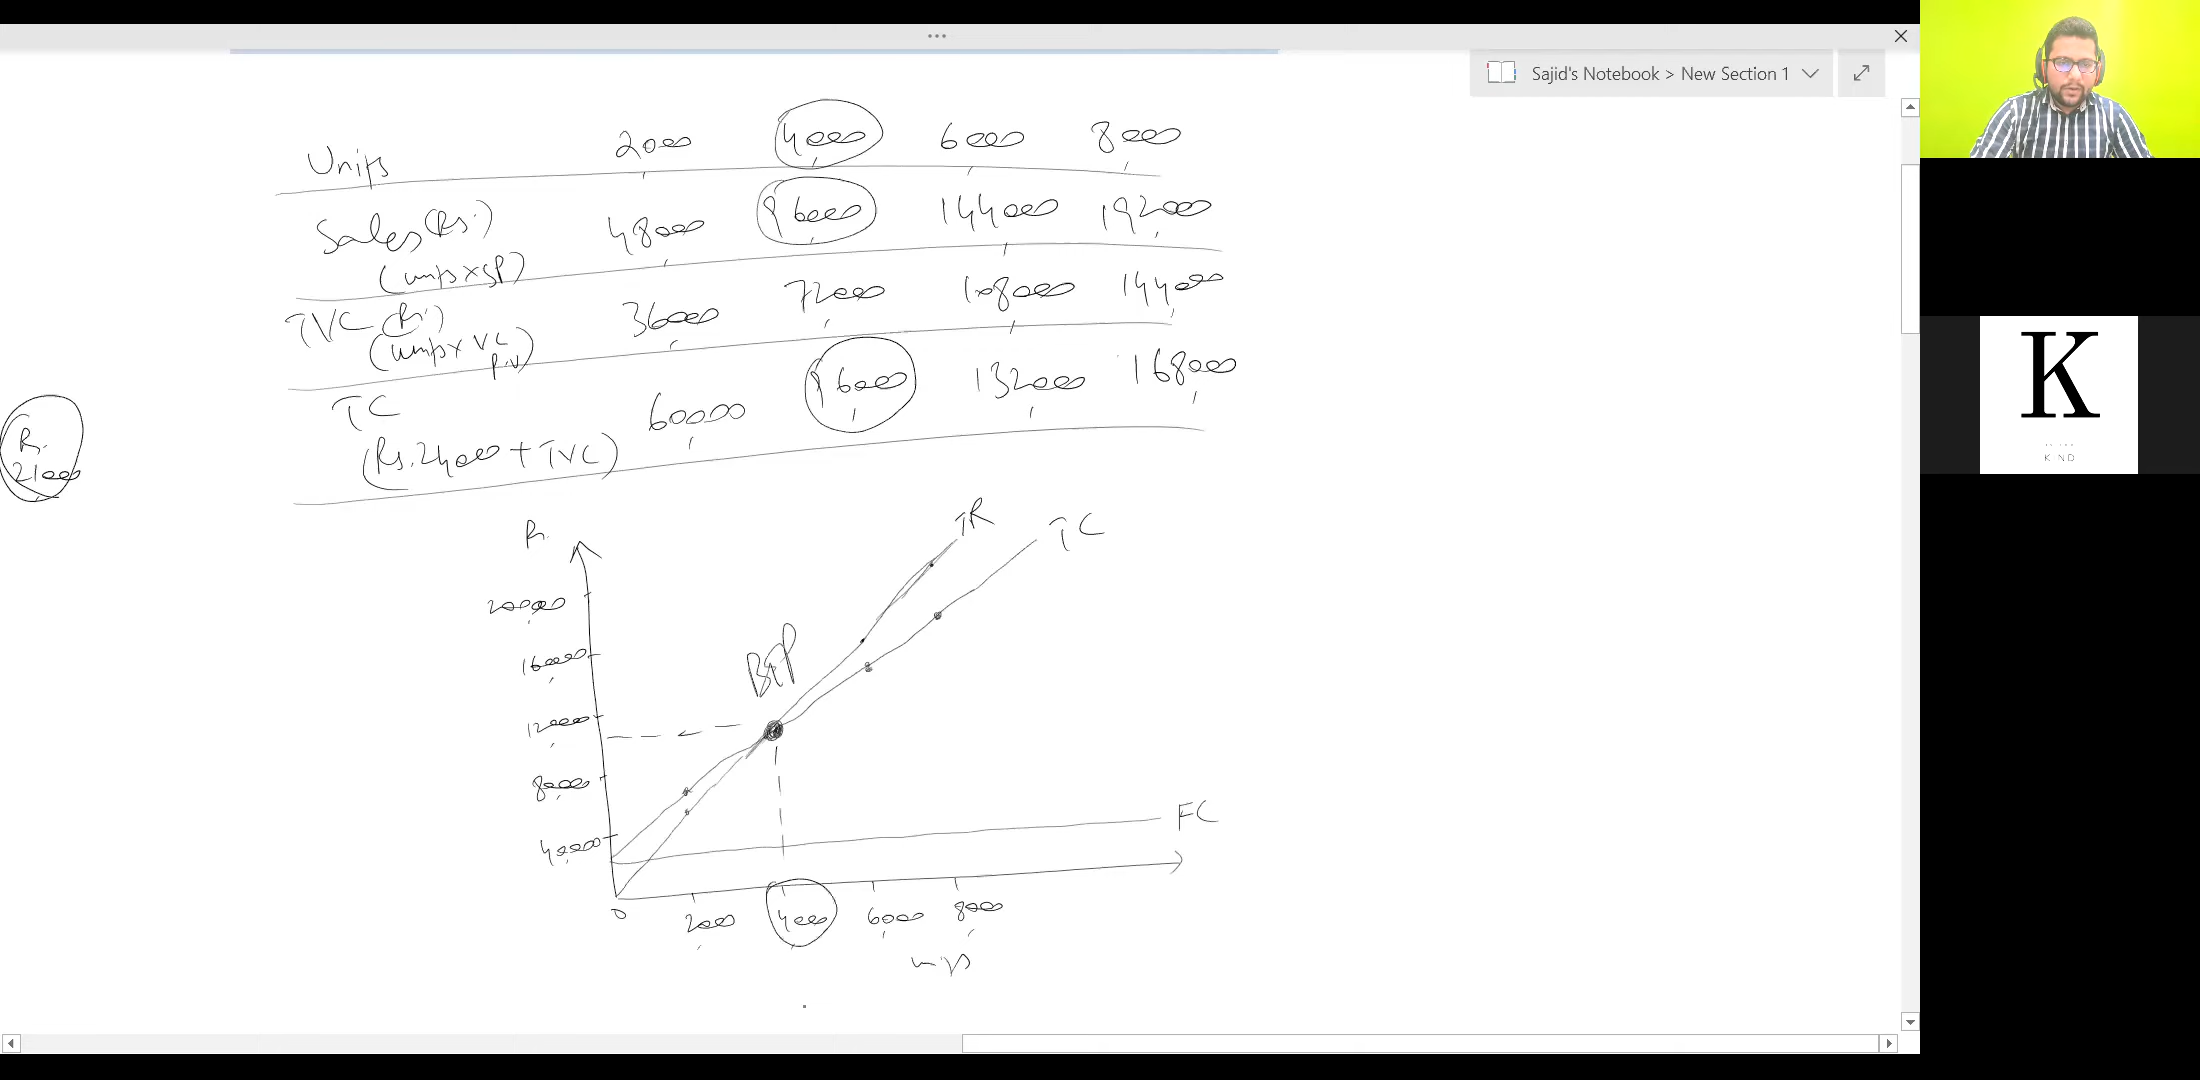 Sajid's Notebook > New Section 1
Units 2000 4000 6000 8000
Sales (Rs.) 48000 96000 144000 192000
(units x SP)
TVC (Rs.) 36000 72000 108000 144000
(units x VC
p.u)
TC 60000 96000 132000 168000
(Rs. 24000 + TVC)
Rs.
21000
Rs.
TR
TC
200000
160000
BEP
120000
80000
40000
FC
0 2000 4000 6000 8000
units
K
KIND